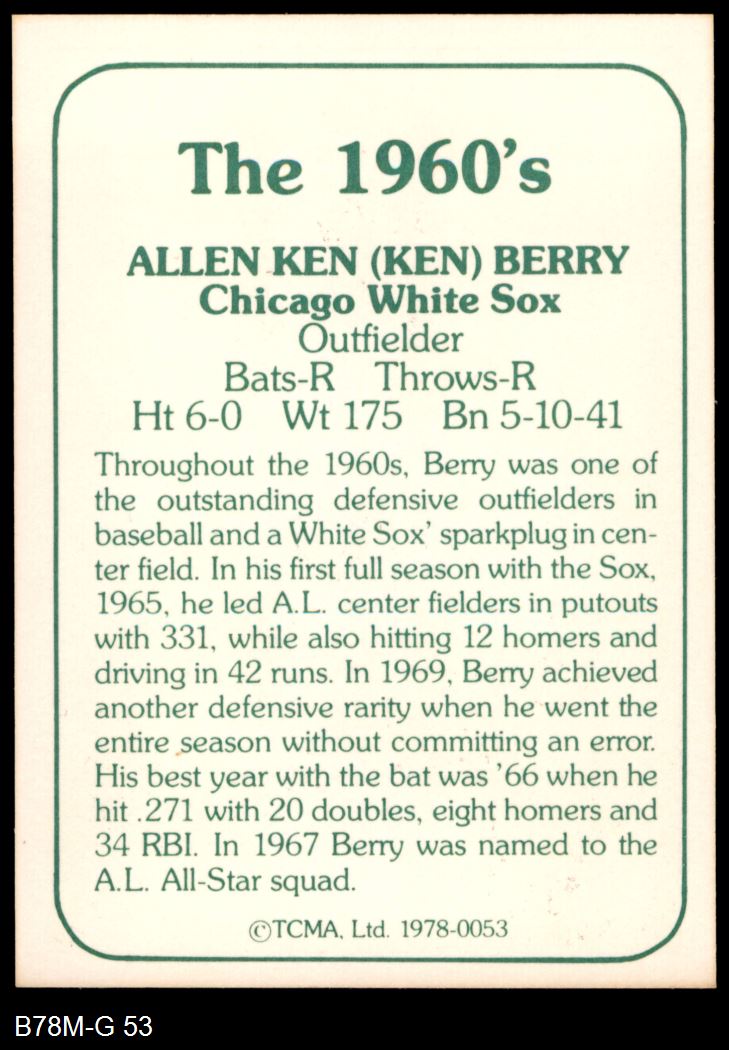 The 1960's
ALLEN KEN (KEN) BERRY
Chicago White Sox
Outfielder
Bats-R Throws-R
Ht 6-0 Wt 175 Bn 5-10-41
Throughout the 1960s, Berry was one of
the outstanding defensive outfielders in
baseball and a White Sox' sparkplug in cen-
ter field. In his first full season with the Sox,
1965, he led A.L. center fielders in putouts
with 331, while also hitting 12 homers and
driving in 42 runs. In 1969, Berry achieved
another defensive rarity when he went the
entire season without committing an error.
His best year with the bat was '66 when he
hit .271 with 20 doubles, eight homers and
34 RBI. In 1967 Berry was named to the
A.L. All-Star squad.
©TCMA, Ltd. 1978-0053
B78M-G 53